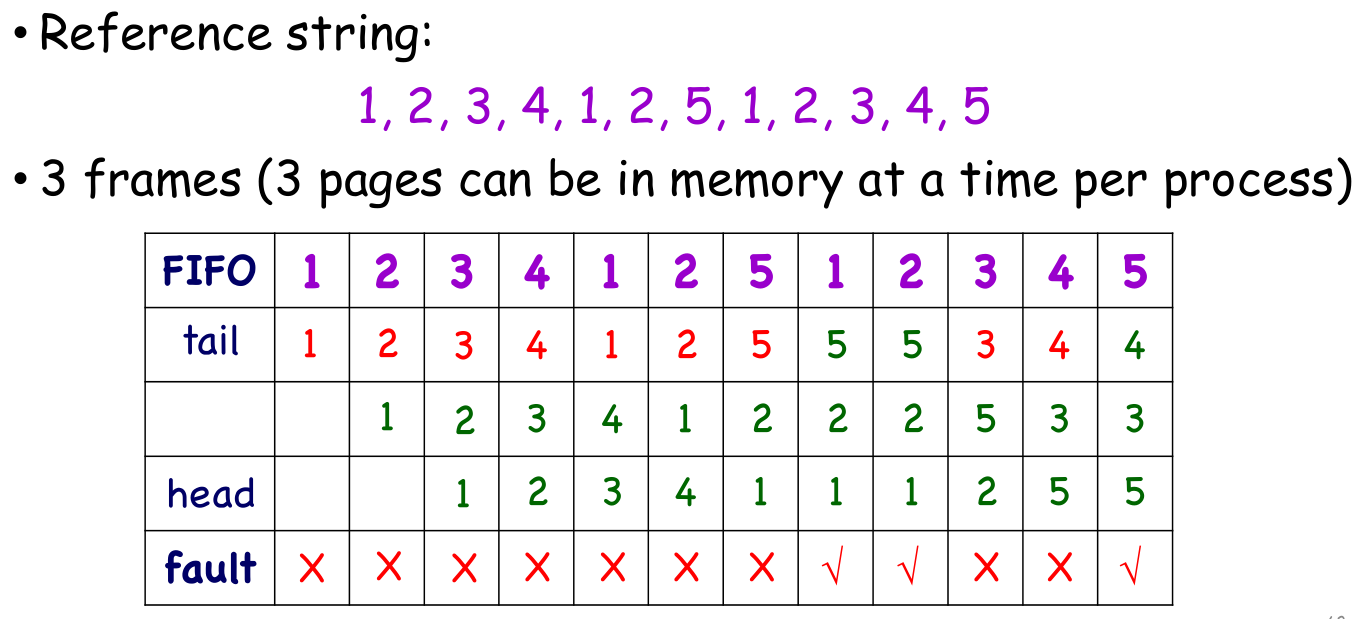 • Reference string:
1, 2, 3, 4, 1, 2, 5, 1, 2, 3, 4, 5
• 3 frames (3 pages can be in memory at a time per process)
FIFO 1 2 3 4 1 2 5 1 2 3 4 5
tail 1 2 3 4 1 2 5 5 5 3 4 4
1 2 3 4 1 2 2 2 5 3 3
head 1 2 3 4 1 1 1 2 5 5
fault X X X X X X X √ √ X X √